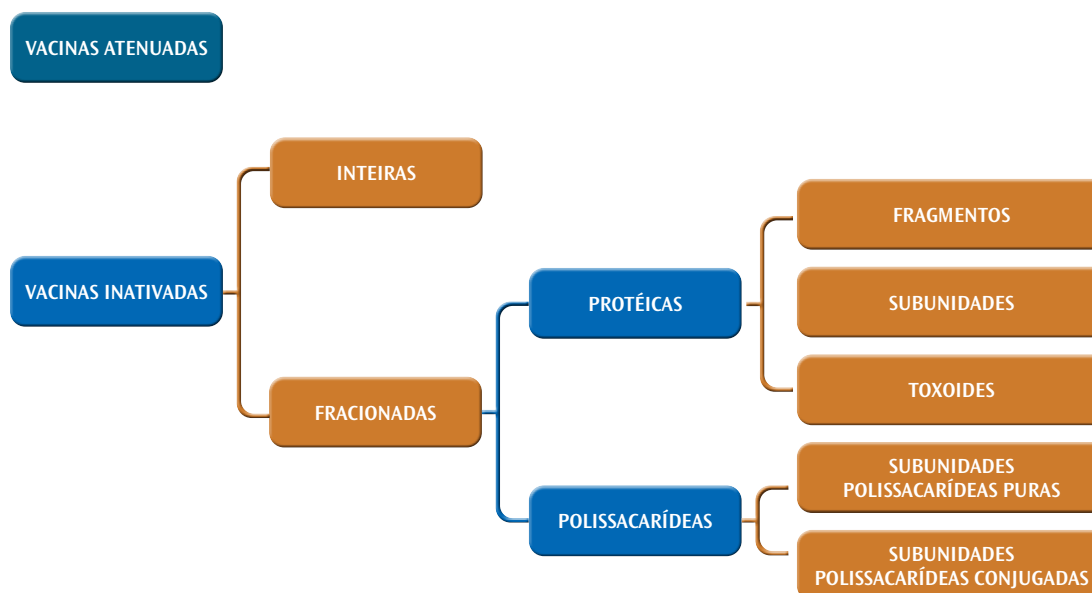 VACINAS ATENUADAS
VACINAS INATIVADAS
INTEIRAS
FRACIONADAS
PROTÉICAS
FRAGMENTOS
SUBUNIDADES
TOXOIDES
POLISSACARÍDEAS
SUBUNIDADES
POLISSACARÍDEAS PURAS
SUBUNIDADES
POLISSACARÍDEAS CONJUGADAS